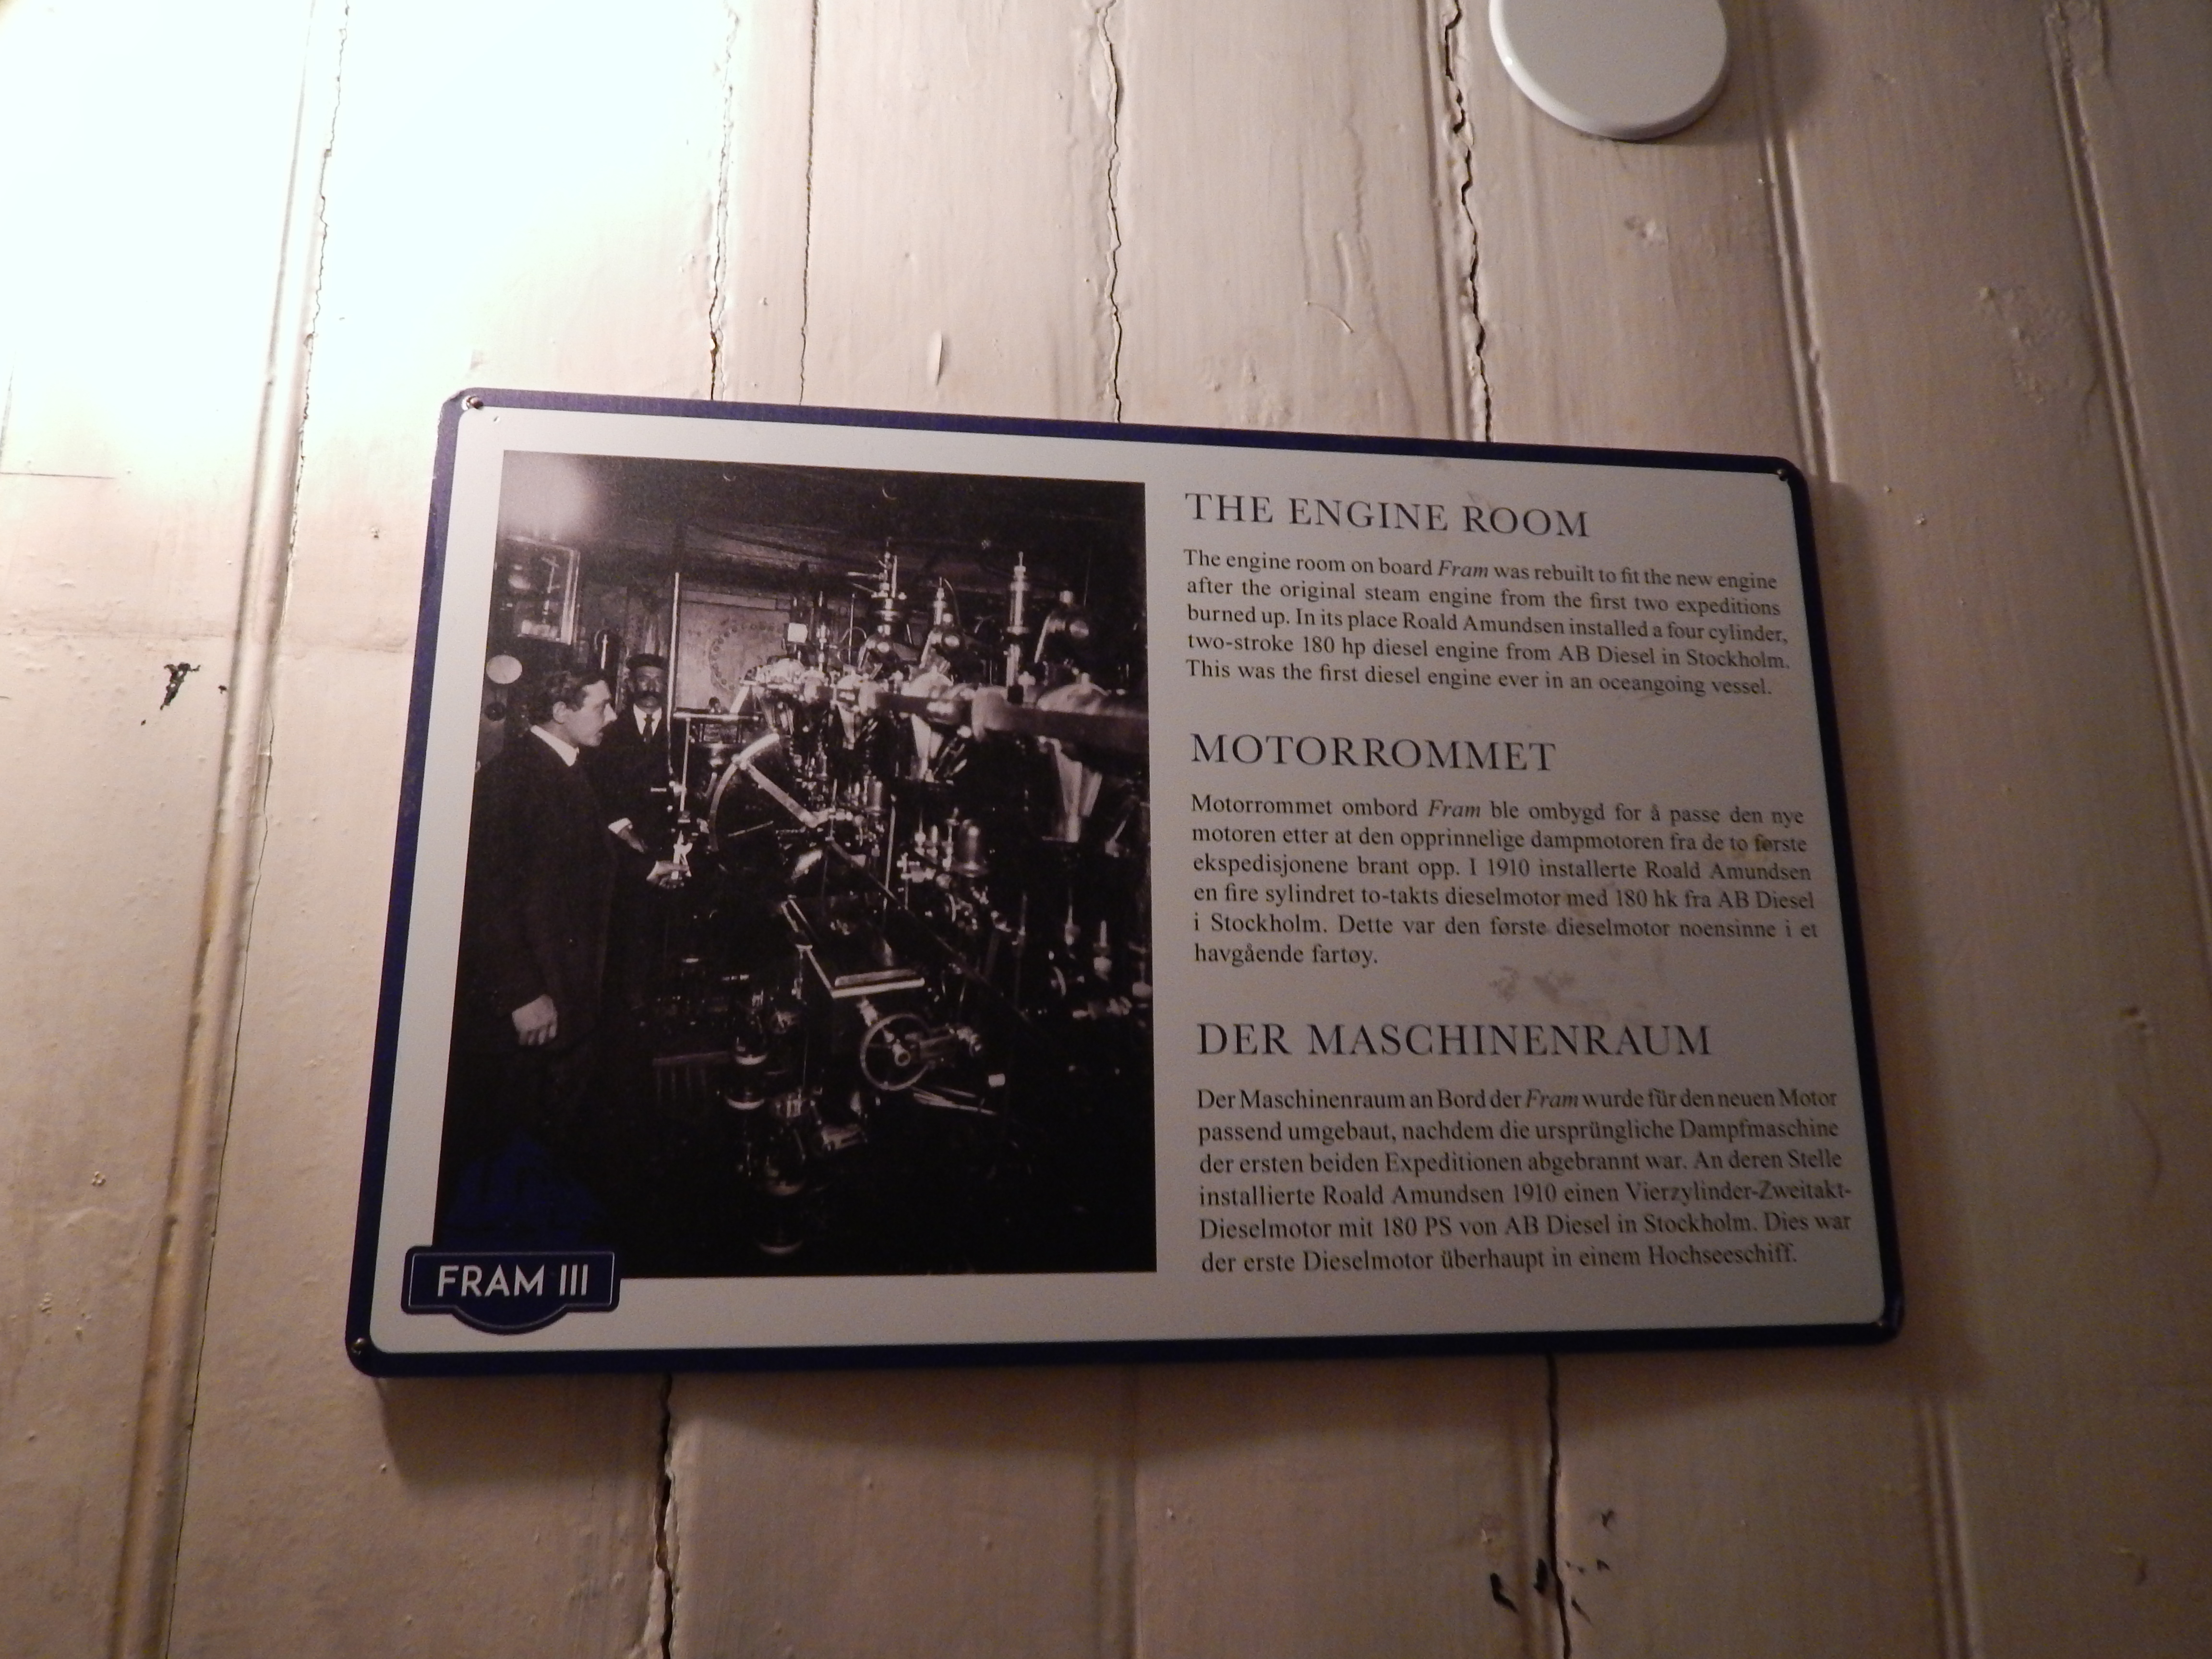 THE ENGINE ROOM
The engine room on board Fram was rebuilt to fit the new engine
after the original steam engine from the first two expeditions
burned up. In its place Roald Amundsen installed a four cylinder,
two-stroke 180 hp diesel engine from AB Diesel in Stockholm.
This was the first diesel engine ever in an oceangoing vessel.
MOTORROMMET
Motorrommet ombord Fram ble ombygd for å passe den nye
motoren etter at den opprinnelige dampmotoren fra de to første
ekspedisjonene brant opp. I 1910 installerte Roald Amundsen
en fire sylindret to-takts dieselmotor med 180 hk fra AB Diesel
i Stockholm. Dette var den første dieselmotor noensinne i et
havgående fartøy.
DER MASCHINENRAUM
Der Maschinenraum an Bord der Fram wurde für den neuen Motor
passend umgebaut, nachdem die ursprüngliche Dampfmaschine
der ersten beiden Expeditionen abgebrannt war. An deren Stelle
installierte Roald Amundsen 1910 einen Vierzylinder-Zweitakt-
Dieselmotor mit 180 PS von AB Diesel in Stockholm. Dies war
der erste Dieselmotor überhaupt in einem Hochseeschiff.
FRAM III